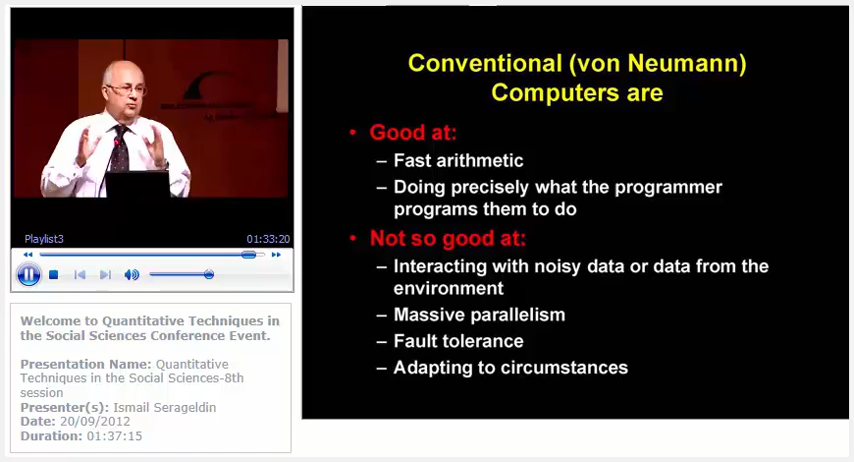 Playlist3
01:33:20
Welcome to Quantitative Techniques in
the Social Sciences Conference Event.
Presentation Name: Quantitative
Techniques in the Social Sciences-8th
session
Presenter(s): Ismail Serageldin
Date: 20/09/2012
Duration: 01:37:15
Conventional (von Neumann)
Computers are
• Good at:
– Fast arithmetic
– Doing precisely what the programmer
programs them to do
• Not so good at:
– Interacting with noisy data or data from the
environment
– Massive parallelism
– Fault tolerance
– Adapting to circumstances